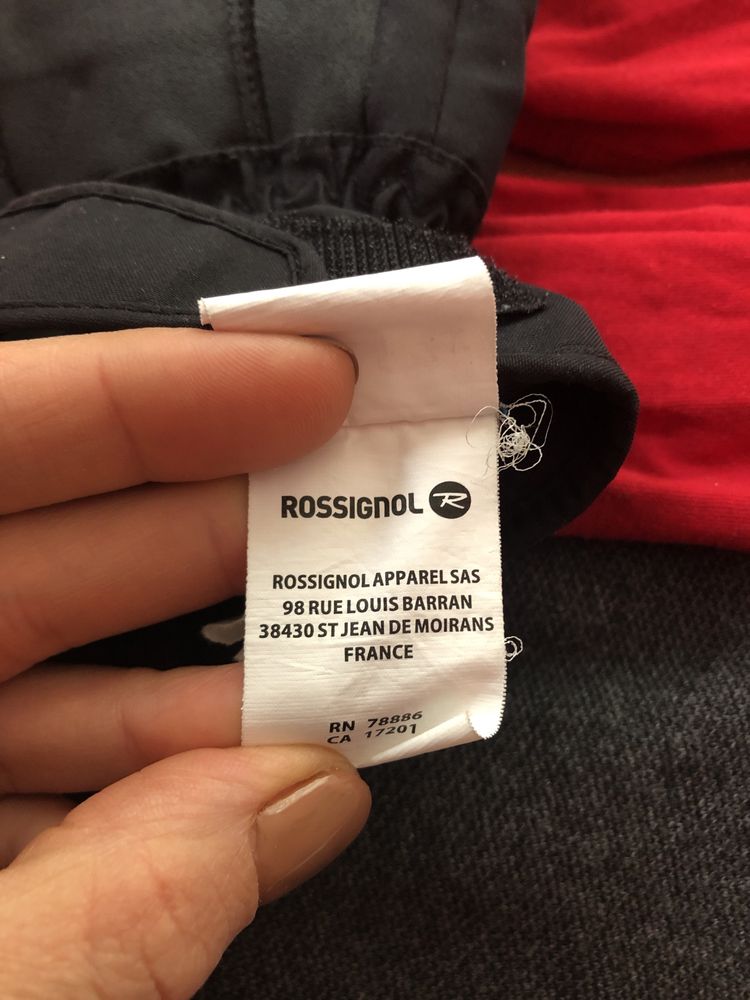 ROSSIGNOL R
ROSSIGNOL APPAREL SAS
98 RUE LOUIS BARRAN
38430 ST JEAN DE MOIRANS
FRANCE
RN 78886
CA 17201